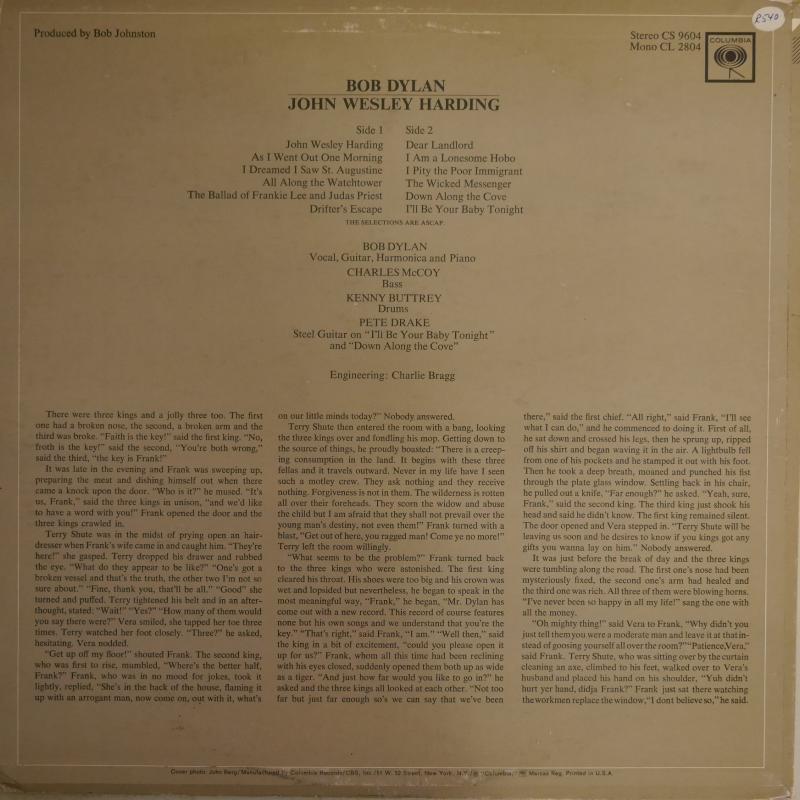 R540
Produced by Bob Johnston
Stereo CS 9604
Mono CL 2804
COLUMBIA
BOB DYLAN
JOHN WESLEY HARDING
Side 1
John Wesley Harding
As I Went Out One Morning
I Dreamed I Saw St. Augustine
All Along the Watchtower
The Ballad of Frankie Lee and Judas Priest
Drifter's Escape
Side 2
Dear Landlord
I Am a Lonesome Hobo
I Pity the Poor Immigrant
The Wicked Messenger
Down Along the Cove
I'll Be Your Baby Tonight
THE SELECTIONS ARE ASCAP.
BOB DYLAN
Vocal, Guitar, Harmonica and Piano
CHARLES McCOY
Bass
KENNY BUTTREY
Drums
PETE DRAKE
Steel Guitar on "I'll Be Your Baby Tonight"
and "Down Along the Cove"
Engineering: Charlie Bragg
There were three kings and a jolly three too. The first
one had a broken nose, the second, a broken arm and the
third was broke. "Faith is the key!" said the first king. "No,
froth is the key!" said the second, "You're both wrong,"
said the third, "the key is Frank!"
It was late in the evening and Frank was sweeping up,
preparing the meat and dishing himself out when there
came a knock upon the door. "Who is it?" he mused. "It's
us, Frank," said the three kings in unison, "and we'd like
to have a word with you!" Frank opened the door and the
three kings crawled in.
Terry Shute was in the midst of prying open an hair-
dresser when Frank's wife came in and caught him. "They're
here!" she gasped. Terry dropped his drawer and rubbed
the eye. "What do they appear to be like?" "One's got a
broken vessel and that's the truth, the other two I'm not so
sure about." "Fine, thank you, that'll be all." "Good" she
turned and puffed. Terry tightened his belt and in an after-
thought, stated: "Wait!" "Yes?" "How many of them would
you say there were?" Vera smiled, she tapped her toe three
times. Terry watched her foot closely. "Three?" he asked,
hesitating. Vera nodded.
"Get up off my floor!" shouted Frank. The second king,
who was first to rise, mumbled, "Where's the better half,
Frank?" Frank, who was in no mood for jokes, took it
lightly, replied, "She's in the back of the house, flaming it
up with an arrogant man, now come on, out with it, what's
on our little minds today?" Nobody answered.
Terry Shute then entered the room with a bang, looking
the three kings over and fondling his mop. Getting down to
the source of things, he proudly boasted: "There is a creep-
ing consumption in the land. It begins with these three
fellas and it travels outward. Never in my life have I seen
such a motley crew. They ask nothing and they receive
nothing. Forgiveness is not in them. The wilderness is rotten
all over their foreheads. They scorn the widow and abuse
the child but I am afraid that they shall not prevail over the
young man's destiny, not even them!" Frank turned with a
blast, "Get out of here, you ragged man! Come ye no more!"
Terry left the room willingly.
"What seems to be the problem?" Frank turned back
to the three kings who were astonished. The first king
cleared his throat. His shoes were too big and his crown was
wet and lopsided but nevertheless, he began to speak in the
most meaningful way, "Frank," he began, "Mr. Dylan has
come out with a new record. This record of course features
none but his own songs and we understand that you're the
key." "That's right," said Frank, "I am." "Well then," said
the king in a bit of excitement, "could you please open it
up for us?" Frank, whom all this time had been reclining
with his eyes closed, suddenly opened them both up as wide
as a tiger. "And just how far would you like to go in?" he
asked and the three kings all looked at each other. "Not too
far but just far enough so's we can say that we've been
there," said the first chief. "All right," said Frank, "I'll see
what I can do," and he commenced to doing it. First of all,
he sat down and crossed his legs, then he sprung up, ripped
off his shirt and began waving it in the air. A lightbulb fell
from one of his pockets and he stamped it out with his foot.
Then he took a deep breath, moaned and punched his fist
through the plate glass window. Settling back in his chair,
he pulled out a knife, "Far enough?" he asked. "Yeah, sure,
Frank," said the second king. The third king just shook his
head and said he didn't know. The first king remained silent.
The door opened and Vera stepped in. "Terry Shute will be
leaving us soon and he desires to know if you kings got any
gifts you wanna lay on him." Nobody answered.
It was just before the break of day and the three kings
were tumbling along the road. The first one's nose had been
mysteriously fixed, the second one's arm had healed and
the third one was rich. All three of them were blowing horns.
"I've never been so happy in all my life!" sang the one with
all the money.
"Oh mighty thing!" said Vera to Frank, "Why didn't you
just tell them you were a moderate man and leave it at that in-
stead of goosing yourself all over the room?" "Patience, Vera,"
said Frank. Terry Shute, who was sitting over by the curtain
cleaning an axe, climbed to his feet, walked over to Vera's
husband and placed his hand on his shoulder, "Yuh didn't
hurt yer hand, didja Frank?" Frank just sat there watching
the workmen replace the window, "I dont believe so," he said.
Cover photo: John Berg/Manufactured by Columbia Records/CBS, Inc./51 W. 52 Street, New York, N.Y./® "Columbia," Marcas Reg. Printed in U.S.A.